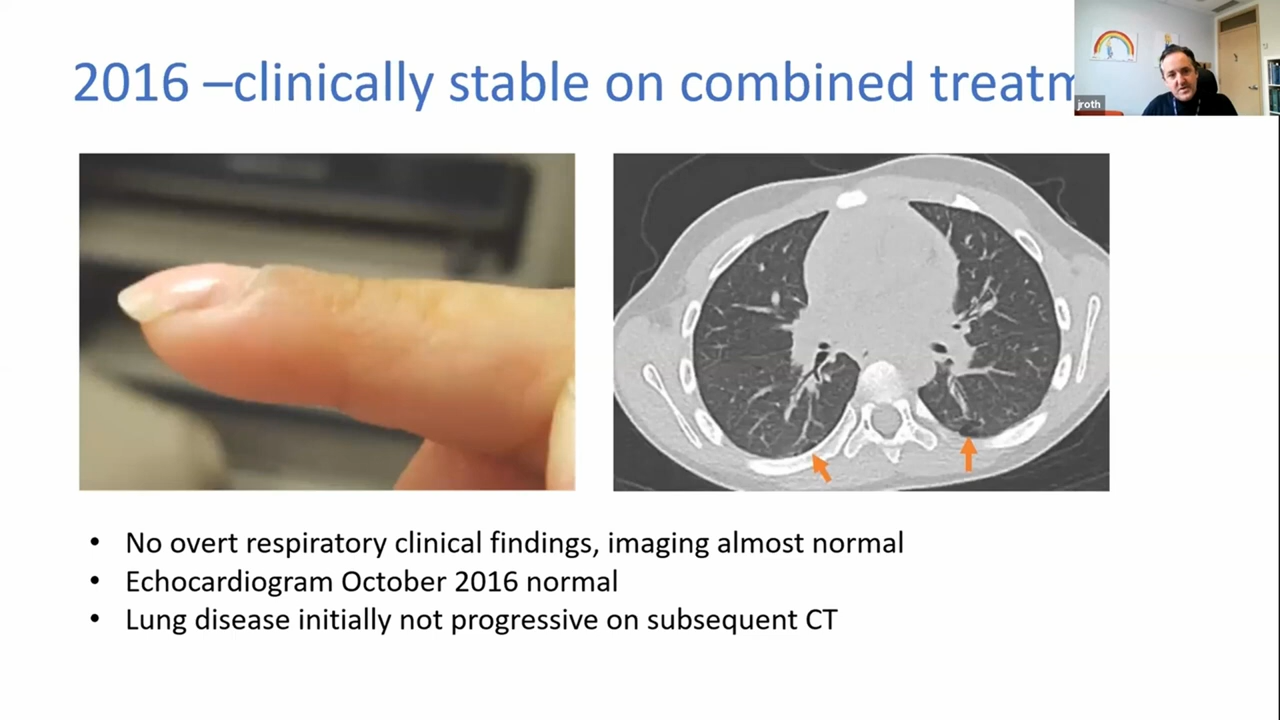 2016 –clinically stable on combined treatm
jroth
• No overt respiratory clinical findings, imaging almost normal
• Echocardiogram October 2016 normal
• Lung disease initially not progressive on subsequent CT